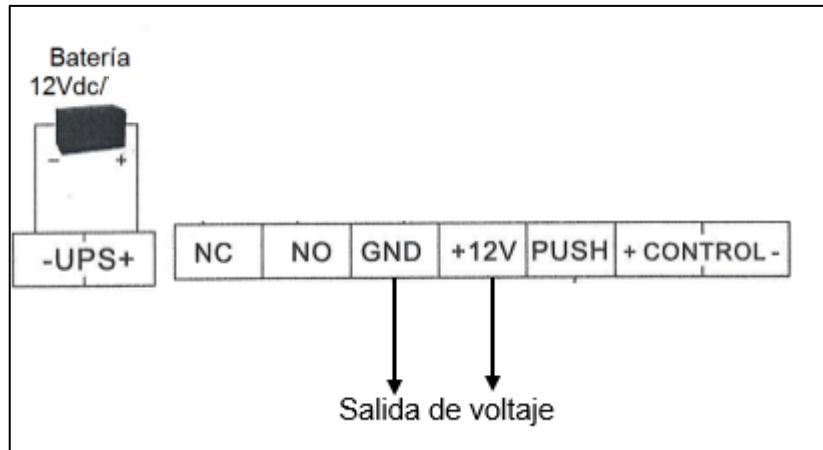 Batería
12Vdc/
- +
-UPS+
NC NO GND +12V PUSH + CONTROL -
Salida de voltaje